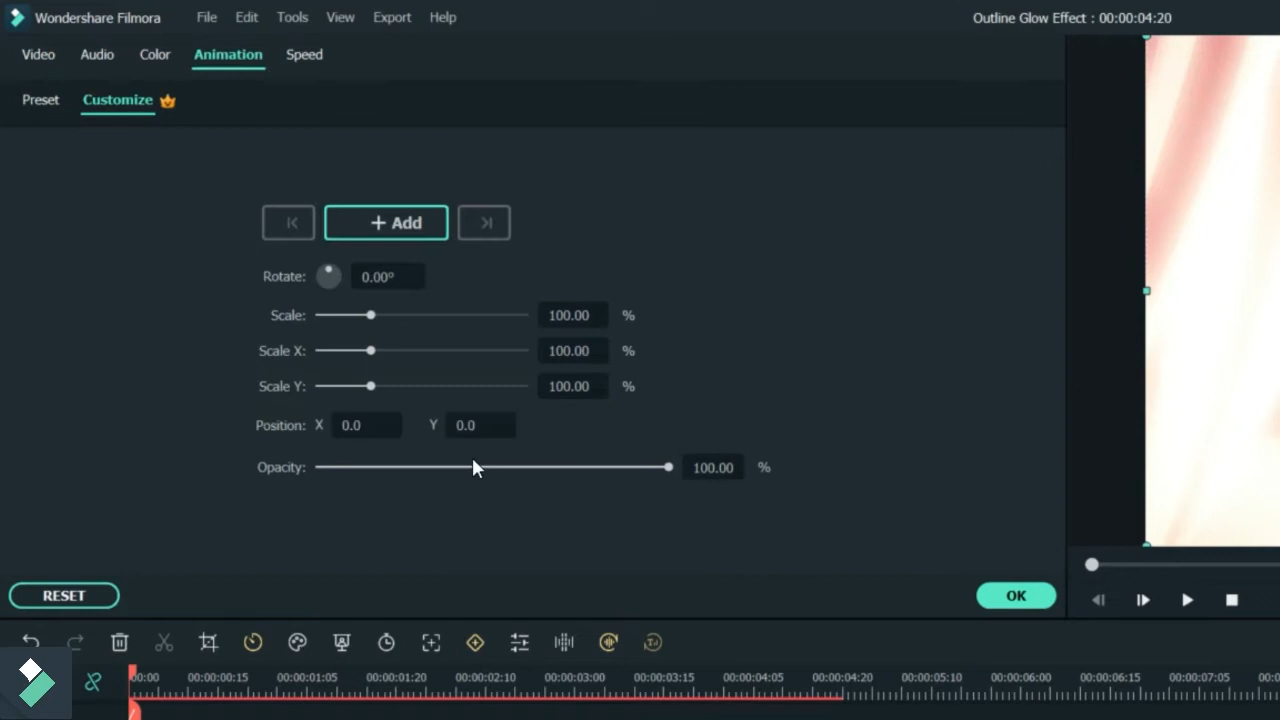 Wondershare Filmora File Edit Tools View Export Help Outline Glow Effect : 00:00:04:20
Video Audio Color Animation Speed
Preset Customize
+ Add
Rotate: 0.00º
Scale: 100.00 %
Scale X: 100.00 %
Scale Y: 100.00 %
Position: X 0.0 Y 0.0
Opacity: 100.00 %
RESET OK
00:00 00:00:00:15 00:00:01:05 00:00:01:20 00:00:02:10 00:00:03:00 00:00:03:15 00:00:04:05 00:00:04:20 00:00:05:10 00:00:06:00 00:00:06:15 00:00:07:05 00:0